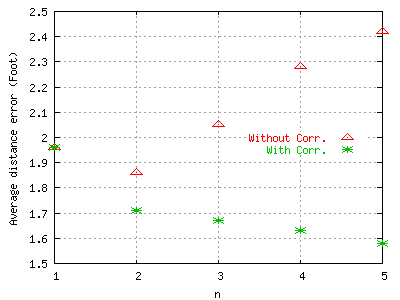 2.5
2.4
2.3
2.2
2.1
2
1.9
1.8
1.7
1.6
1.5
Average distance error (Foot)
Without Corr.
With Corr.
1 2 3 4 5
n